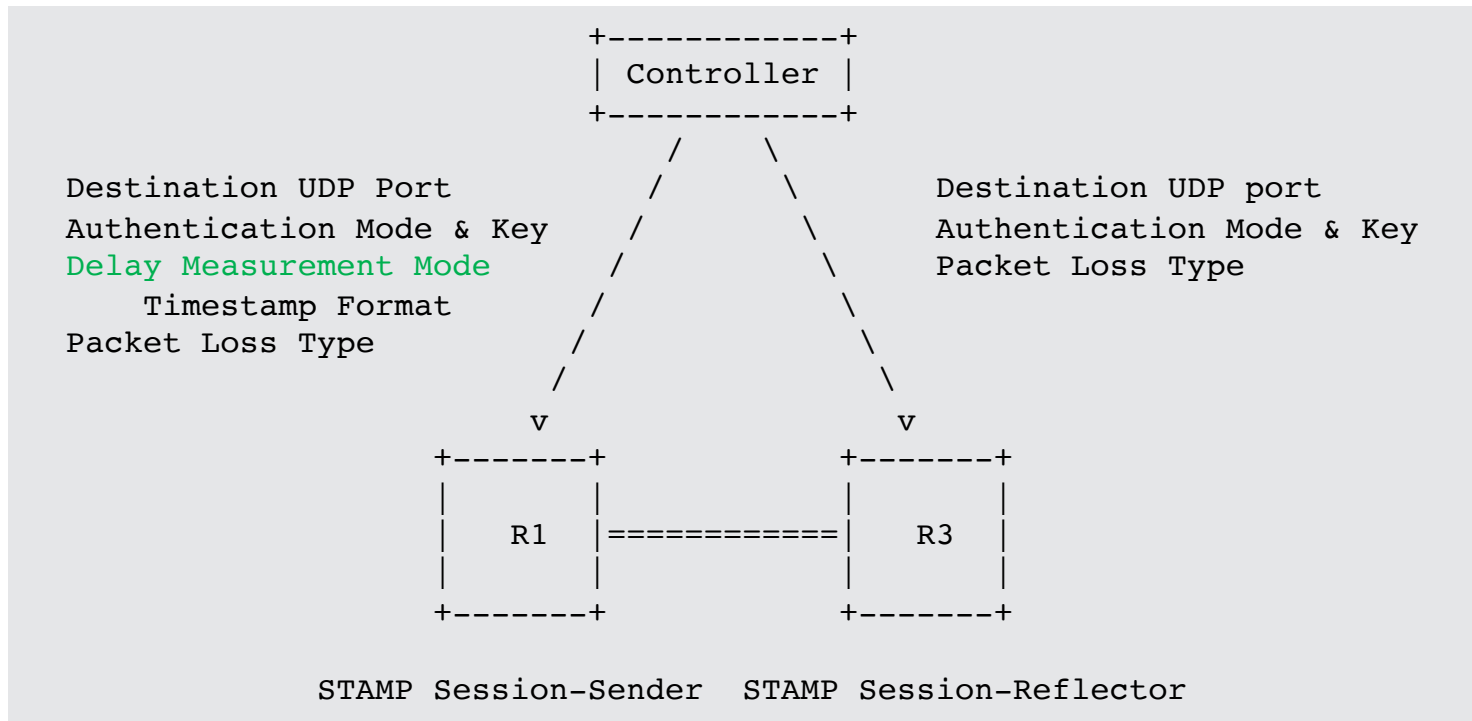 +------------+
| Controller |
+------------+
/ \
Destination UDP Port / \ Destination UDP port
Authentication Mode & Key / \ Authentication Mode & Key
Delay Measurement Mode / \ Packet Loss Type
Timestamp Format / \
Packet Loss Type / \
/ \
v v
+-------+ +-------+
| | | |
| R1 |============| R3 |
| | | |
+-------+ +-------+
STAMP Session-Sender STAMP Session-Reflector